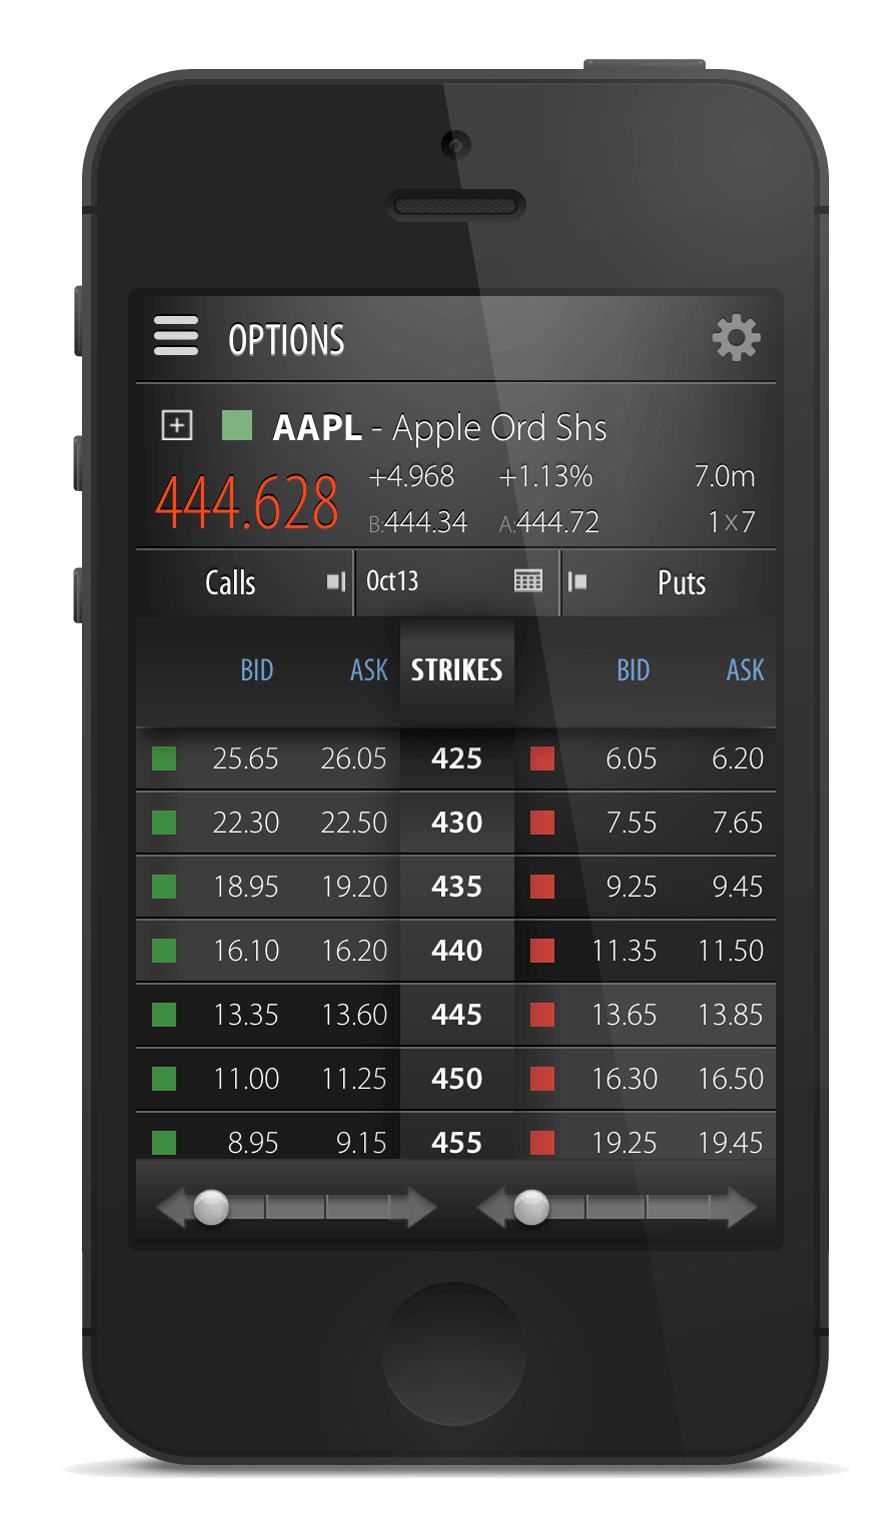 OPTIONS
AAPL - Apple Ord Shs
444.628 +4.968 +1.13% 7.0m
B:444.34 A:444.72 1x7
Calls Oct13 Puts
BID ASK STRIKES BID ASK
25.65 26.05 425 6.05 6.20
22.30 22.50 430 7.55 7.65
18.95 19.20 435 9.25 9.45
16.10 16.20 440 11.35 11.50
13.35 13.60 445 13.65 13.85
11.00 11.25 450 16.30 16.50
8.95 9.15 455 19.25 19.45